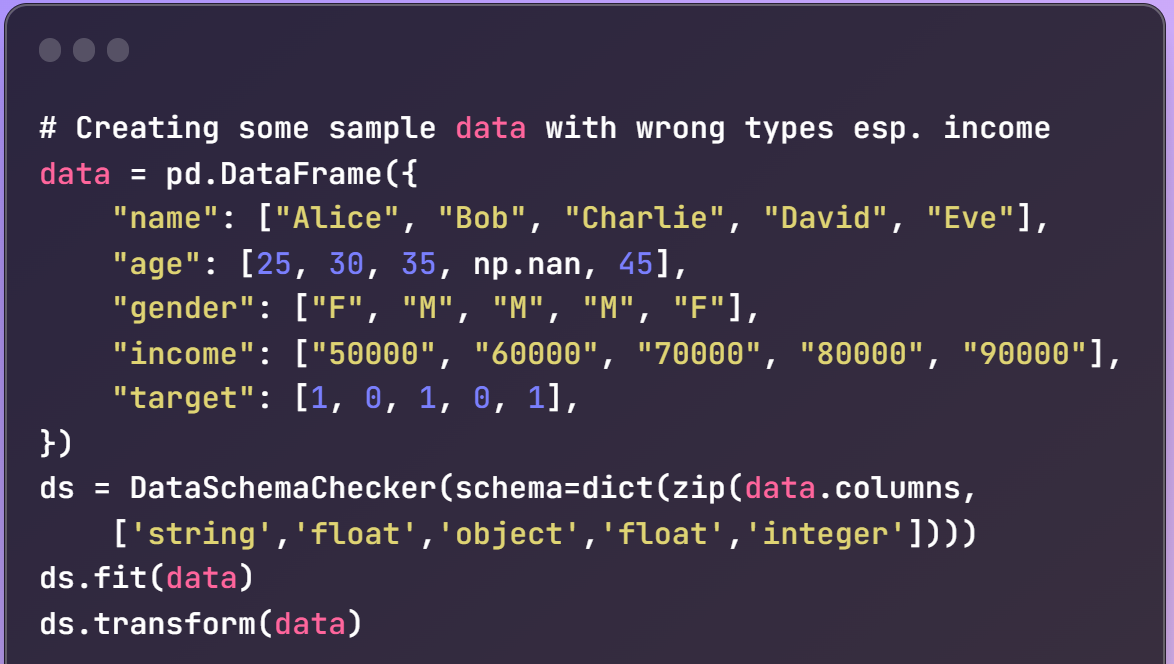 # Creating some sample data with wrong types esp. income
data = pd.DataFrame({
    "name": ["Alice", "Bob", "Charlie", "David", "Eve"],
    "age": [25, 30, 35, np.nan, 45],
    "gender": ["F", "M", "M", "M", "F"],
    "income": ["50000", "60000", "70000", "80000", "90000"],
    "target": [1, 0, 1, 0, 1],
})
ds = DataSchemaChecker(schema=dict(zip(data.columns,
    ['string','float','object','float','integer'])))
ds.fit(data)
ds.transform(data)